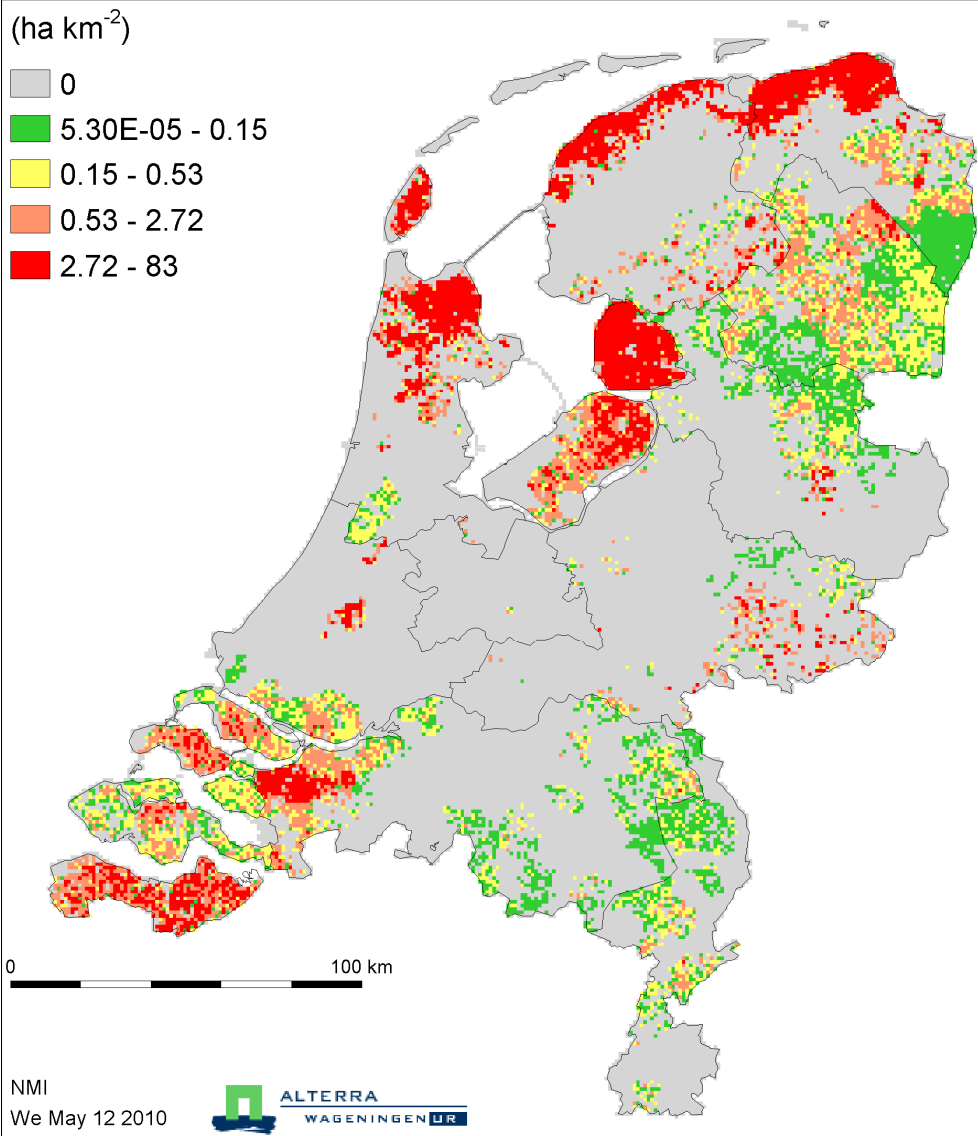 (ha km-2)
0
5.30E-05 - 0.15
0.15 - 0.53
0.53 - 2.72
2.72 - 83
0 100 km
NMI
We May 12 2010
ALTERRA
WAGENINGEN UR